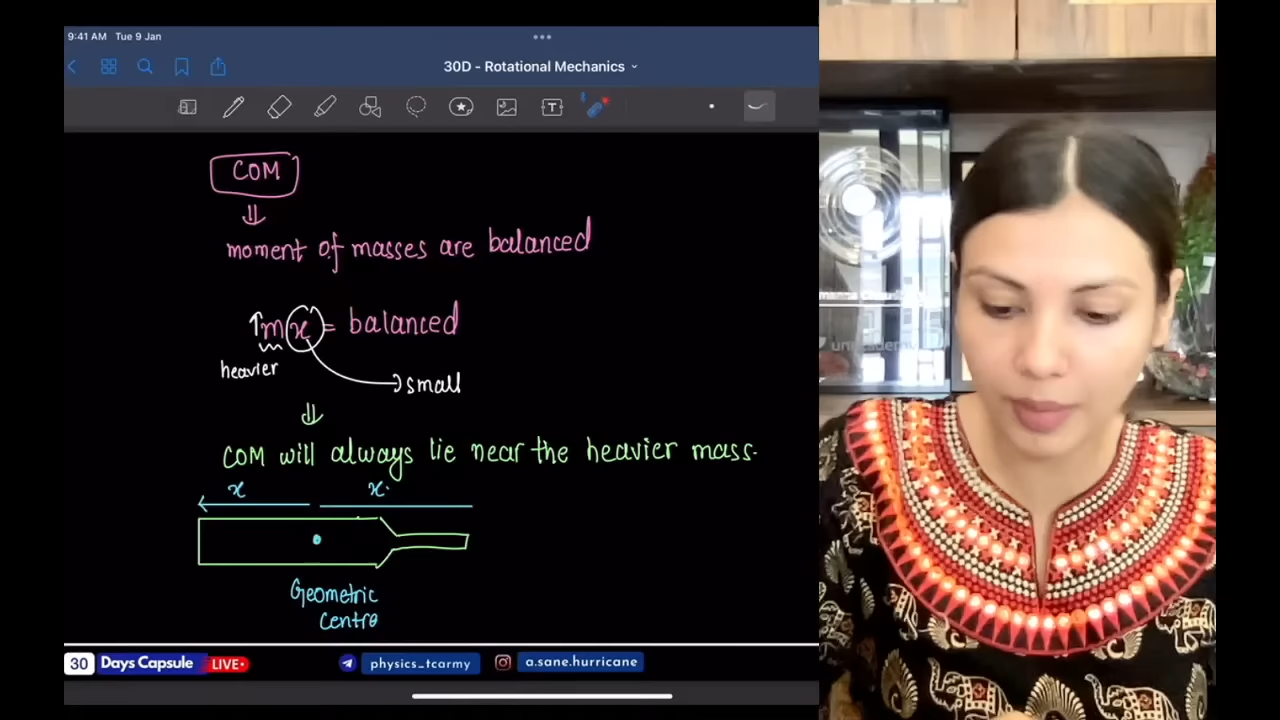 9:41 AM Tue 9 Jan
30D - Rotational Mechanics
T
COM
moment of masses are balanced
↑mx = balanced
heavier
small
COM will always lie near the heavier mass.
x x.
Geometric
Centre
30 Days Capsule LIVE
physics_tcarmy
a.sane.hurricane